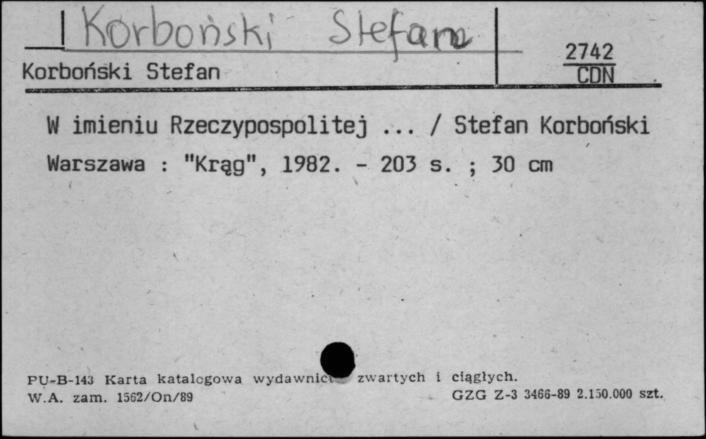 Korboński Stefan
2742
Korboński Stefan CDN
W imieniu Rzeczypospolitej ... / Stefan Korboński
Warszawa : "Krąg", 1982. - 203 s. ; 30 cm
PU-B-143 Karta katalogowa zwartych i ciągłych.
W.A. zam. 1562/On/89 GZG Z-3 3466-89 2.150.000 szt.